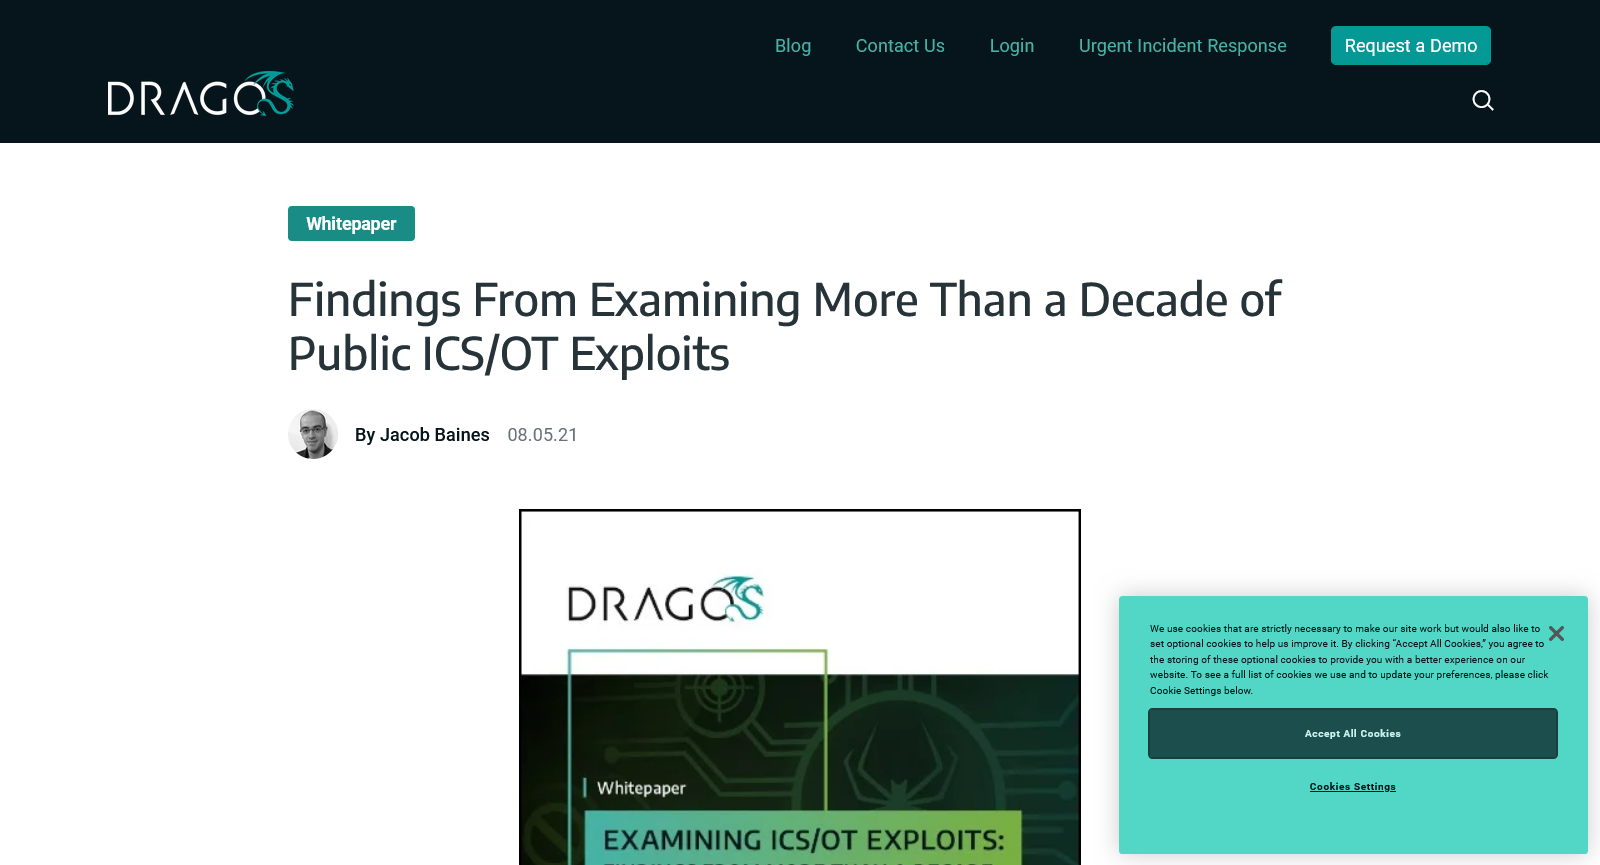 Blog Contact Us Login Urgent Incident Response Request a Demo
DRAGOS
Whitepaper
Findings From Examining More Than a Decade of
Public ICS/OT Exploits
By Jacob Baines 08.05.21
DRAGOS
Whitepaper
EXAMINING ICS/OT EXPLOITS:
FINDINGS FROM MORE THAN A DECADE
We use cookies that are strictly necessary to make our site work but would also like to
set optional cookies to help us improve it. By clicking “Accept All Cookies,” you agree to
the storing of these optional cookies to provide you with a better experience on our
website. To see a full list of cookies we use and to update your preferences, please click
Cookie Settings below.
Accept All Cookies
Cookies Settings